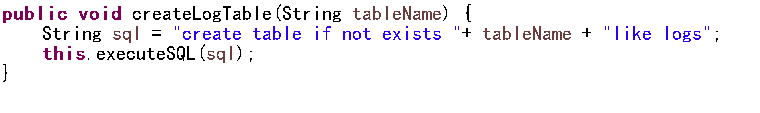 public void createLogTable(String tableName) {
    String sql = "create table if not exists "+ tableName + "like logs";
    this.executeSQL(sql);
}